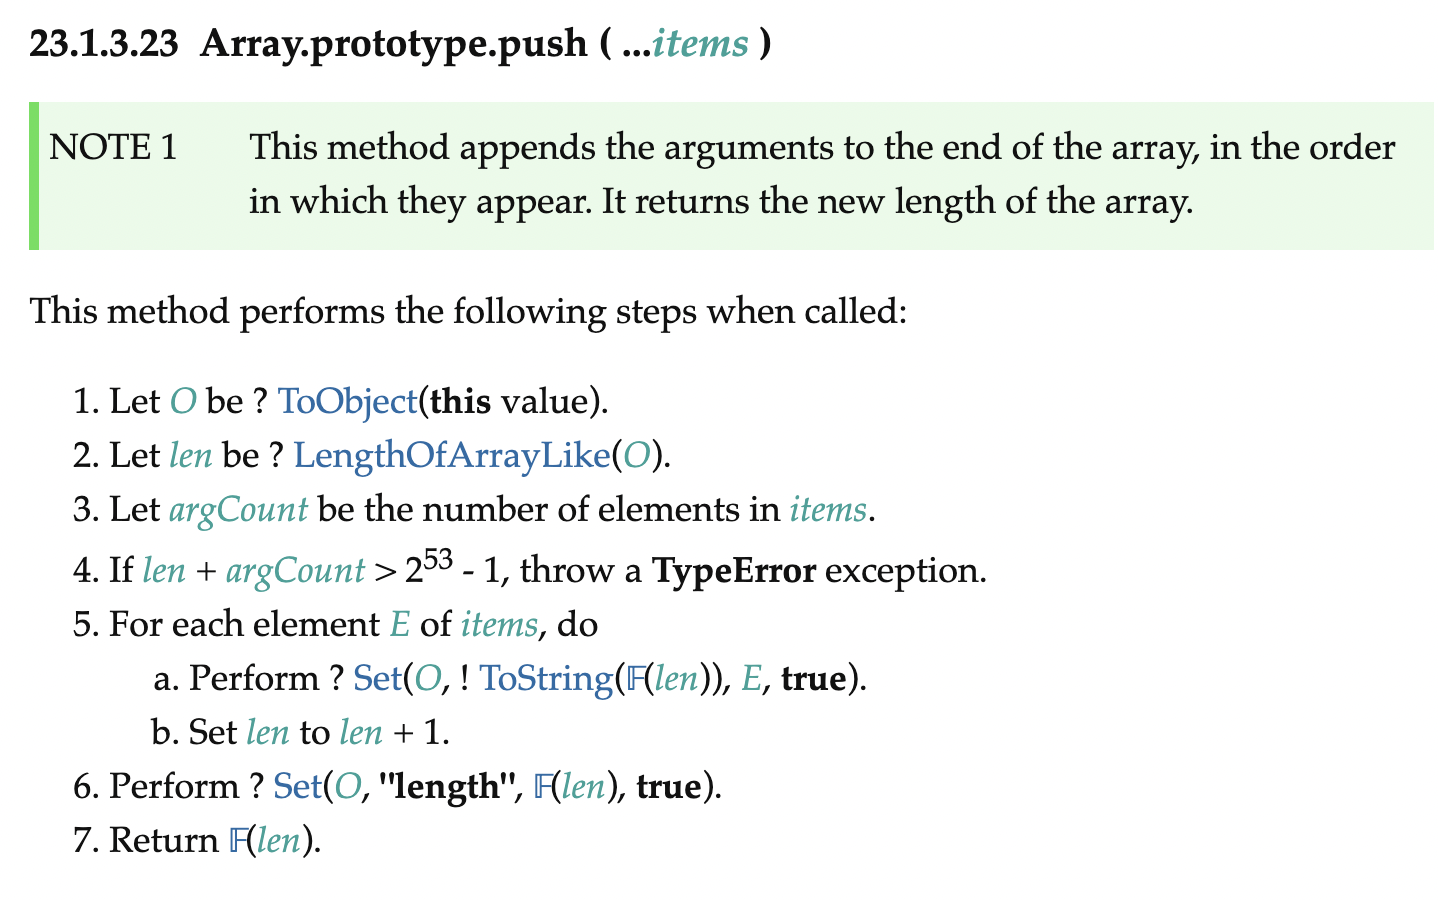 23.1.3.23 Array.prototype.push ( ...items )
NOTE 1 This method appends the arguments to the end of the array, in the order
in which they appear. It returns the new length of the array.
This method performs the following steps when called:
1. Let O be ? ToObject(this value).
2. Let len be ? LengthOfArrayLike(O).
3. Let argCount be the number of elements in items.
4. If len + argCount > 2⁵³ - 1, throw a TypeError exception.
5. For each element E of items, do
a. Perform ? Set(O, ! ToString(𝔽(len)), E, true).
b. Set len to len + 1.
6. Perform ? Set(O, "length", 𝔽(len), true).
7. Return 𝔽(len).